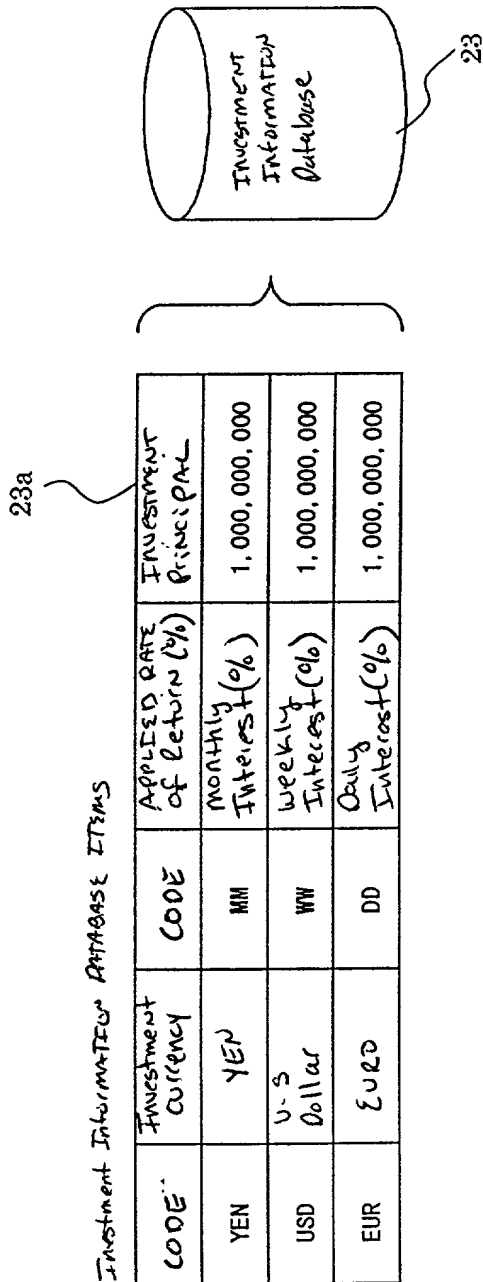 Investment Information DATABASE ITEMS
23a
CODE
Investment
currency
CODE
APPLIED RATE
of Return (%)
INVESTMENT
PRINCIPAL
YEN
YEN
MM
monthly
Interest (%)
1,000,000,000
USD
U.S
Dollar
WW
weekly
Interest (%)
1,000,000,000
EUR
EURO
DD
Daily
Interest (%)
1,000,000,000
INVESTMENT
INFORMATION
Database
23